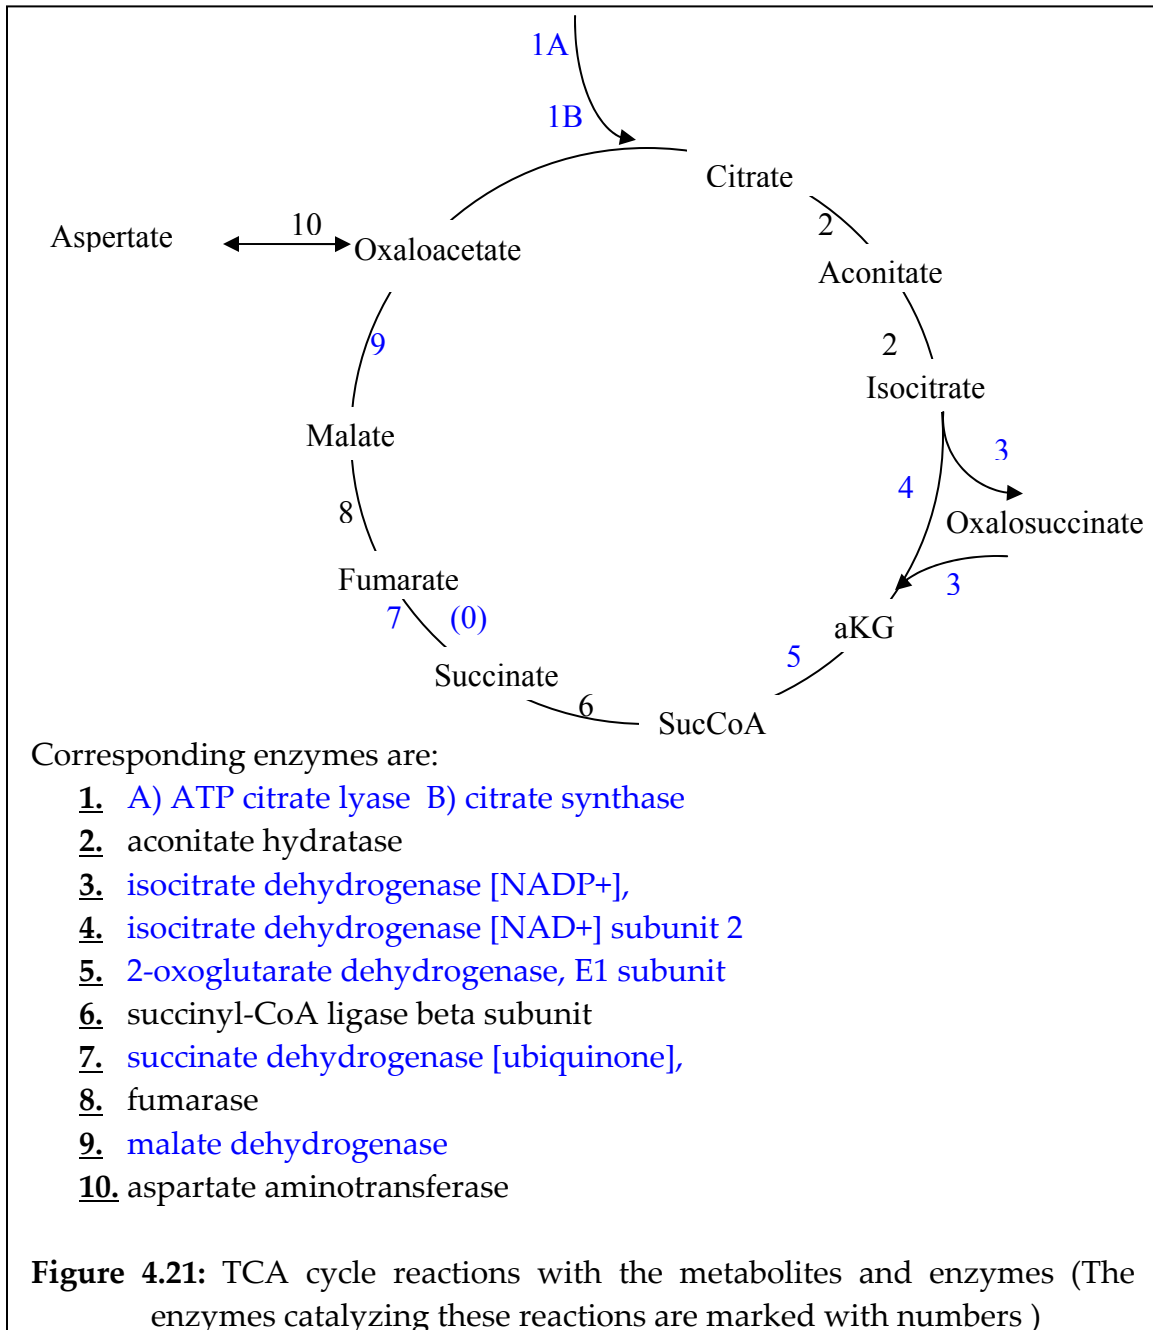 1A
1B
Citrate
2
Aspertate
10
Oxaloacetate
Aconitate
9
2
Isocitrate
Malate
3
4
8
Oxalosuccinate
Fumarate
3
7 (0)
aKG
5
Succinate
6
SucCoA
Corresponding enzymes are:
1. A) ATP citrate lyase B) citrate synthase
2. aconitate hydratase
3. isocitrate dehydrogenase [NADP+],
4. isocitrate dehydrogenase [NAD+] subunit 2
5. 2-oxoglutarate dehydrogenase, E1 subunit
6. succinyl-CoA ligase beta subunit
7. succinate dehydrogenase [ubiquinone],
8. fumarase
9. malate dehydrogenase
10. aspartate aminotransferase
Figure 4.21: TCA cycle reactions with the metabolites and enzymes (The
enzymes catalyzing these reactions are marked with numbers )